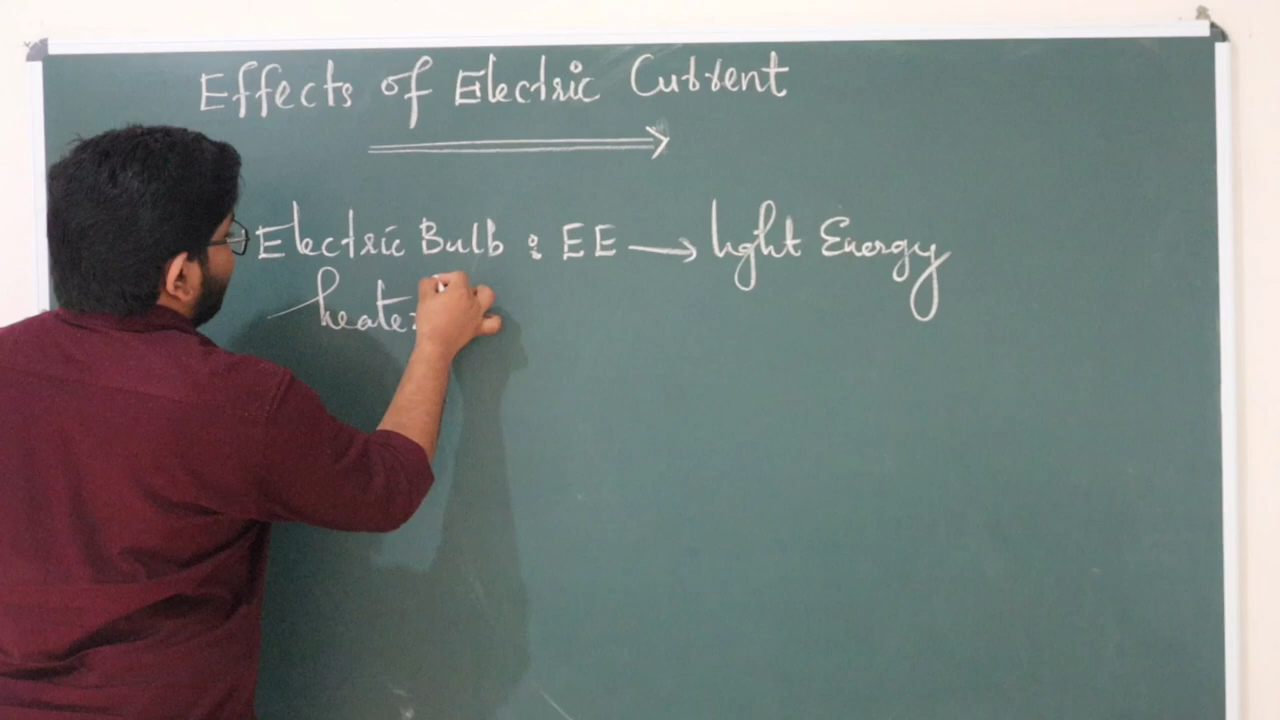 Effects of Electric Current
Electric Bulb : EE → light Energy
heater